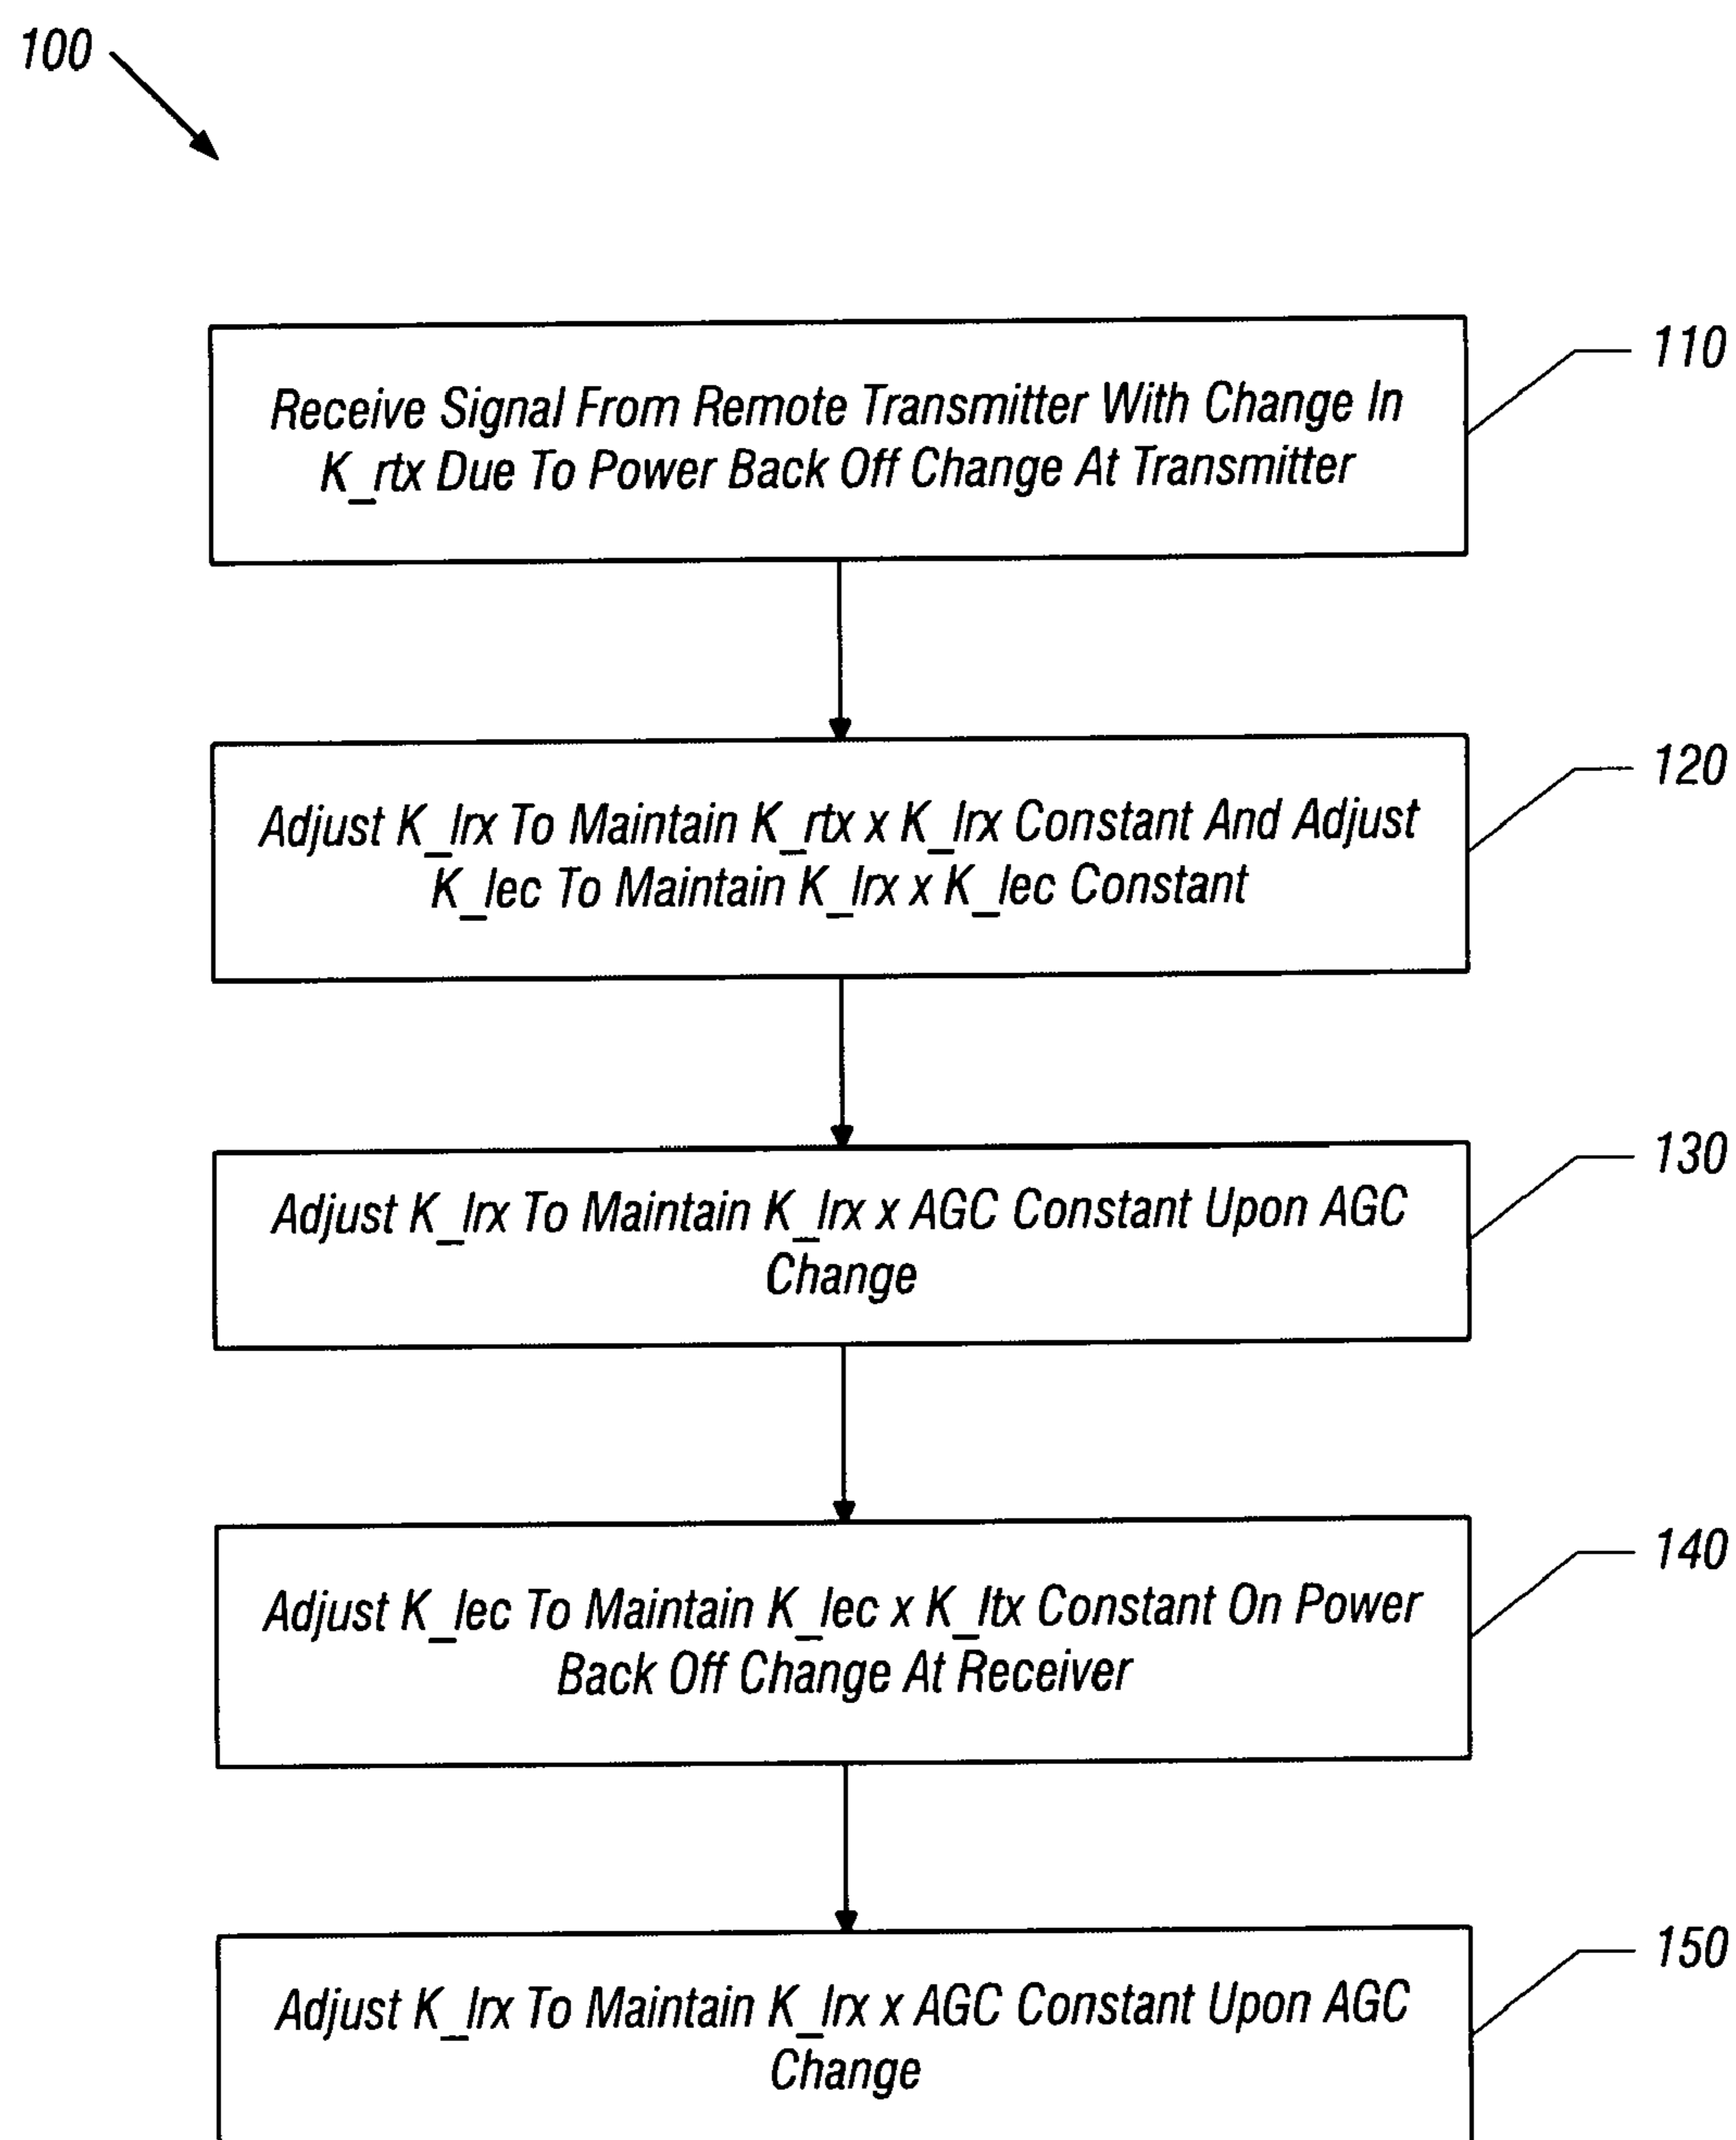 100
110
Receive Signal From Remote Transmitter With Change In
K_rtx Due To Power Back Off Change At Transmitter
120
Adjust K_lrx To Maintain K_rtx x K_lrx Constant And Adjust
K_lec To Maintain K_lrx x K_lec Constant
130
Adjust K_lrx To Maintain K_lrx x AGC Constant Upon AGC
Change
140
Adjust K_lec To Maintain K_lec x K_ltx Constant On Power
Back Off Change At Receiver
150
Adjust K_lrx To Maintain K_lrx x AGC Constant Upon AGC
Change